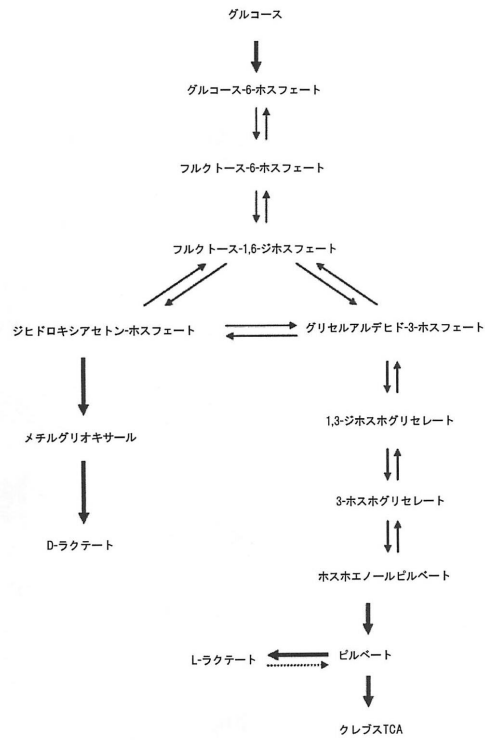 グルコース
グルコース-6-ホスフェート
フルクトース-6-ホスフェート
フルクトース-1,6-ジホスフェート
ジヒドロキシアセトン-ホスフェート
グリセルアルデヒド-3-ホスフェート
1,3-ジホスホグリセレート
メチルグリオキサール
3-ホスホグリセレート
D-ラクテート
ホスホエノールピルベート
L-ラクテート
ピルベート
クレブスTCA